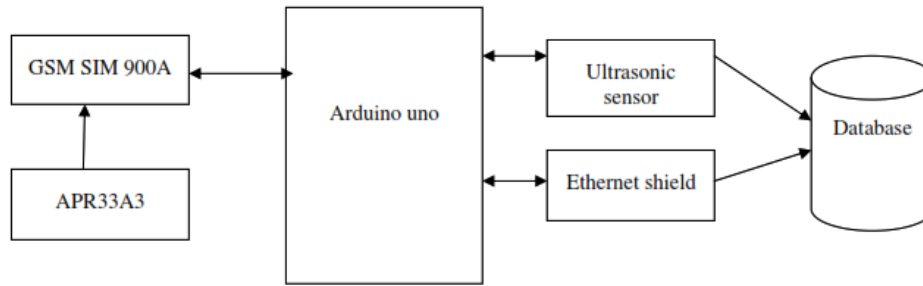 GSM SIM 900A
APR33A3
Arduino uno
Ultrasonic
sensor
Ethernet shield
Database